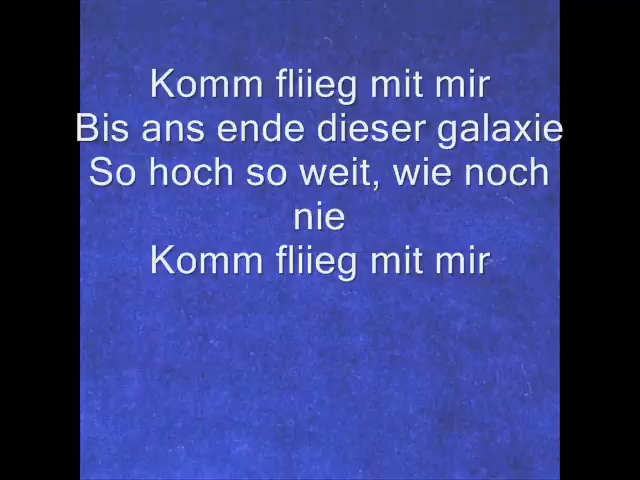 Komm fliieg mit mir
Bis ans ende dieser galaxie
So hoch so weit, wie noch
nie
Komm fliieg mit mir